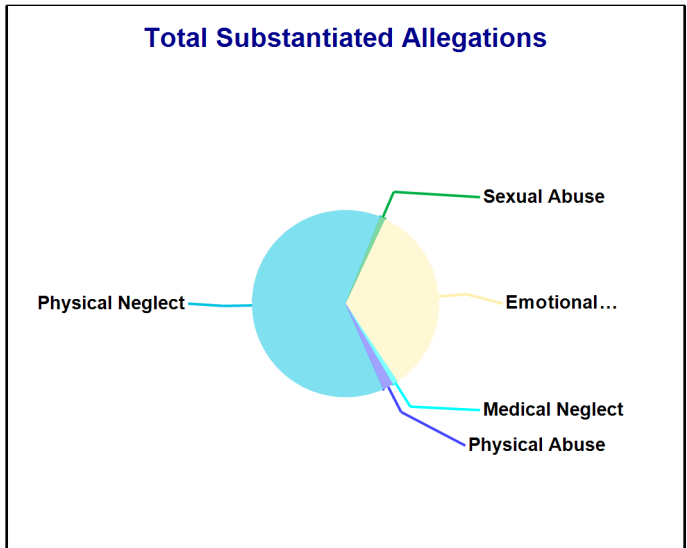 Total Substantiated Allegations
Sexual Abuse
Physical Neglect
Emotional…
Medical Neglect
Physical Abuse